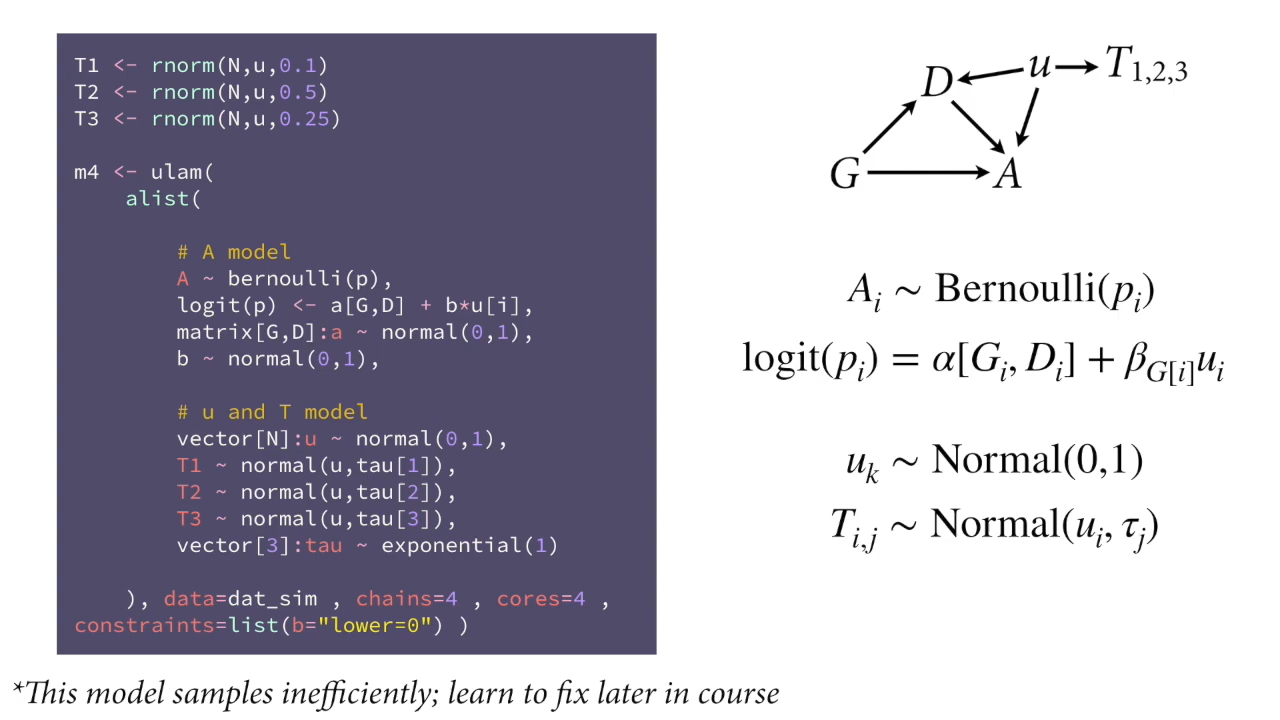 T1 <- rnorm(N,u,0.1)
T2 <- rnorm(N,u,0.5)
T3 <- rnorm(N,u,0.25)
m4 <- ulam(
alist(
# A model
A ~ bernoulli(p),
logit(p) <- a[G,D] + b*u[i],
matrix[G,D]:a ~ normal(0,1),
b ~ normal(0,1),
# u and T model
vector[N]:u ~ normal(0,1),
T1 ~ normal(u,tau[1]),
T2 ~ normal(u,tau[2]),
T3 ~ normal(u,tau[3]),
vector[3]:tau ~ exponential(1)
), data=dat_sim , chains=4 , cores=4 ,
constraints=list(b="lower=0") )
D u T1,2,3
G A
Ai ∼ Bernoulli(pi)
logit(pi) = α[Gi, Di] + βG[i]ui
uk ∼ Normal(0,1)
Ti,j ∼ Normal(ui, τj)
*This model samples inefficiently; learn to fix later in course